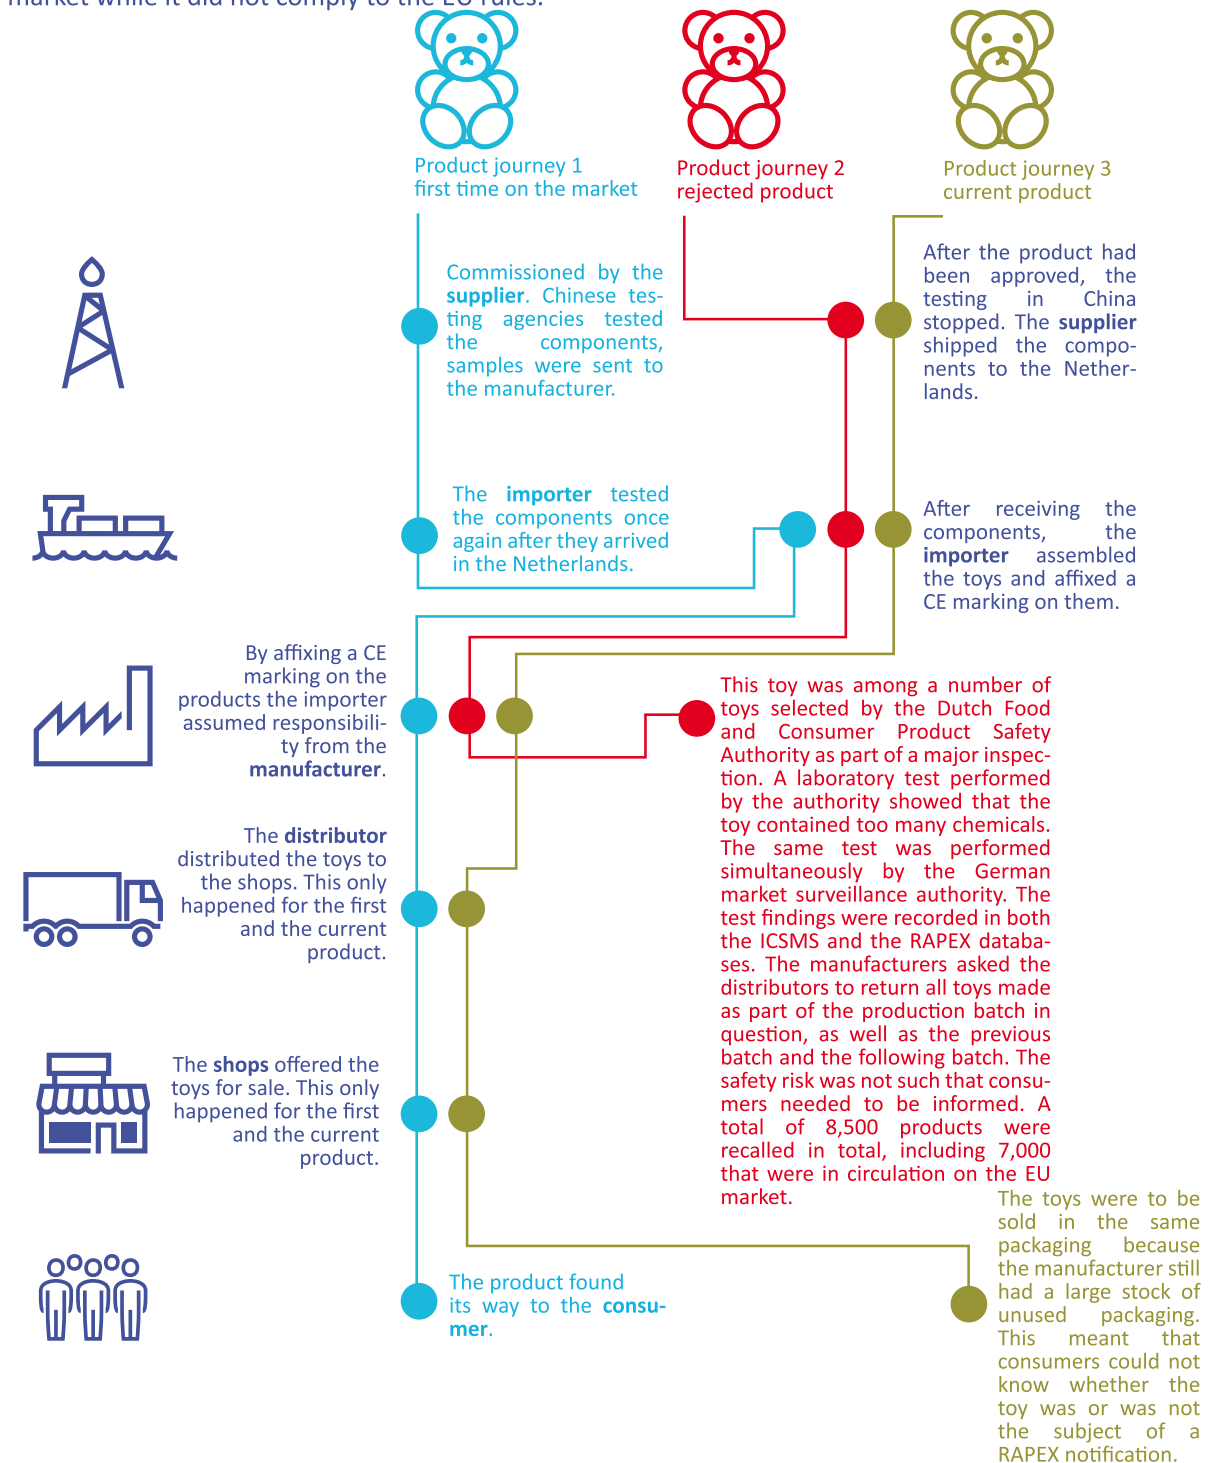 market while it did not comply to the EU rules.
Product journey 1
first time on the market
Product journey 2
rejected product
Product journey 3
current product
Commissioned by the
supplier. Chinese tes-
ting agencies tested
the components,
samples were sent to
the manufacturer.
After the product had
been approved, the
testing in China
stopped. The supplier
shipped the compo-
nents to the Nether-
lands.
The importer tested
the components once
again after they arrived
in the Netherlands.
After receiving the
components, the
importer assembled
the toys and affixed a
CE marking on them.
By affixing a CE
marking on the
products the importer
assumed responsibili-
ty from the
manufacturer.
This toy was among a number of
toys selected by the Dutch Food
and Consumer Product Safety
Authority as part of a major inspec-
tion. A laboratory test performed
by the authority showed that the
toy contained too many chemicals.
The same test was performed
simultaneously by the German
market surveillance authority. The
test findings were recorded in both
the ICSMS and the RAPEX databa-
ses. The manufacturers asked the
distributors to return all toys made
as part of the production batch in
question, as well as the previous
batch and the following batch. The
safety risk was not such that consu-
mers needed to be informed. A
total of 8,500 products were
recalled in total, including 7,000
that were in circulation on the EU
market.
The distributor
distributed the toys to
the shops. This only
happened for the first
and the current
product.
The shops offered the
toys for sale. This only
happened for the first
and the current
product.
The product found
its way to the consu-
mer.
The toys were to be
sold in the same
packaging because
the manufacturer still
had a large stock of
unused packaging.
This meant that
consumers could not
know whether the
toy was or was not
the subject of a
RAPEX notification.